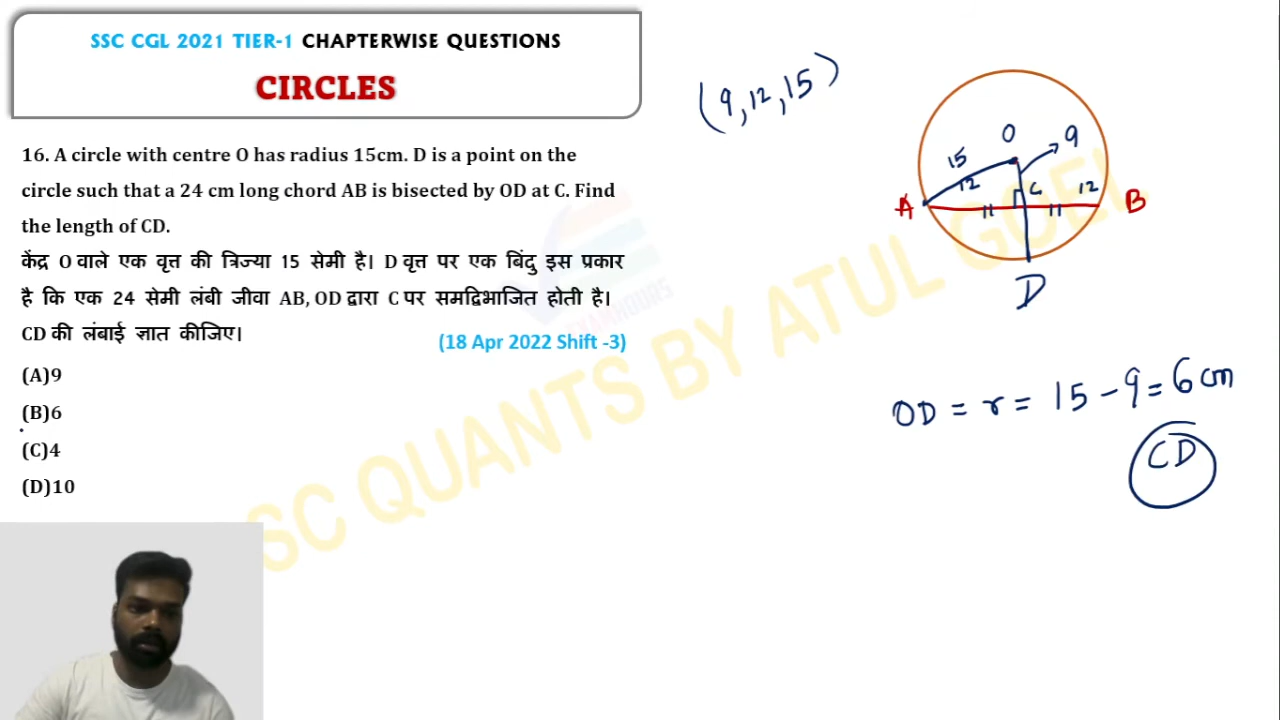 SSC CGL 2021 TIER-1 CHAPTERWISE QUESTIONS
CIRCLES
16. A circle with centre O has radius 15cm. D is a point on the
circle such that a 24 cm long chord AB is bisected by OD at C. Find
the length of CD.
केंद्र O वाले एक वृत्त की त्रिज्या 15 सेमी है। D वृत्त पर एक बिंदु इस प्रकार
है कि एक 24 सेमी लंबी जीवा AB, OD द्वारा C पर समद्विभाजित होती है।
CD की लंबाई ज्ञात कीजिए।
(18 Apr 2022 Shift -3)
(A)9
(B)6
(C)4
(D)10
(9,12,15)
O
9
15
12
C
12
A
B
D
OD = r = 15 - 9 = 6 cm
CD
SC QUANTS BY ATUL GOEL
EXAMHOURS